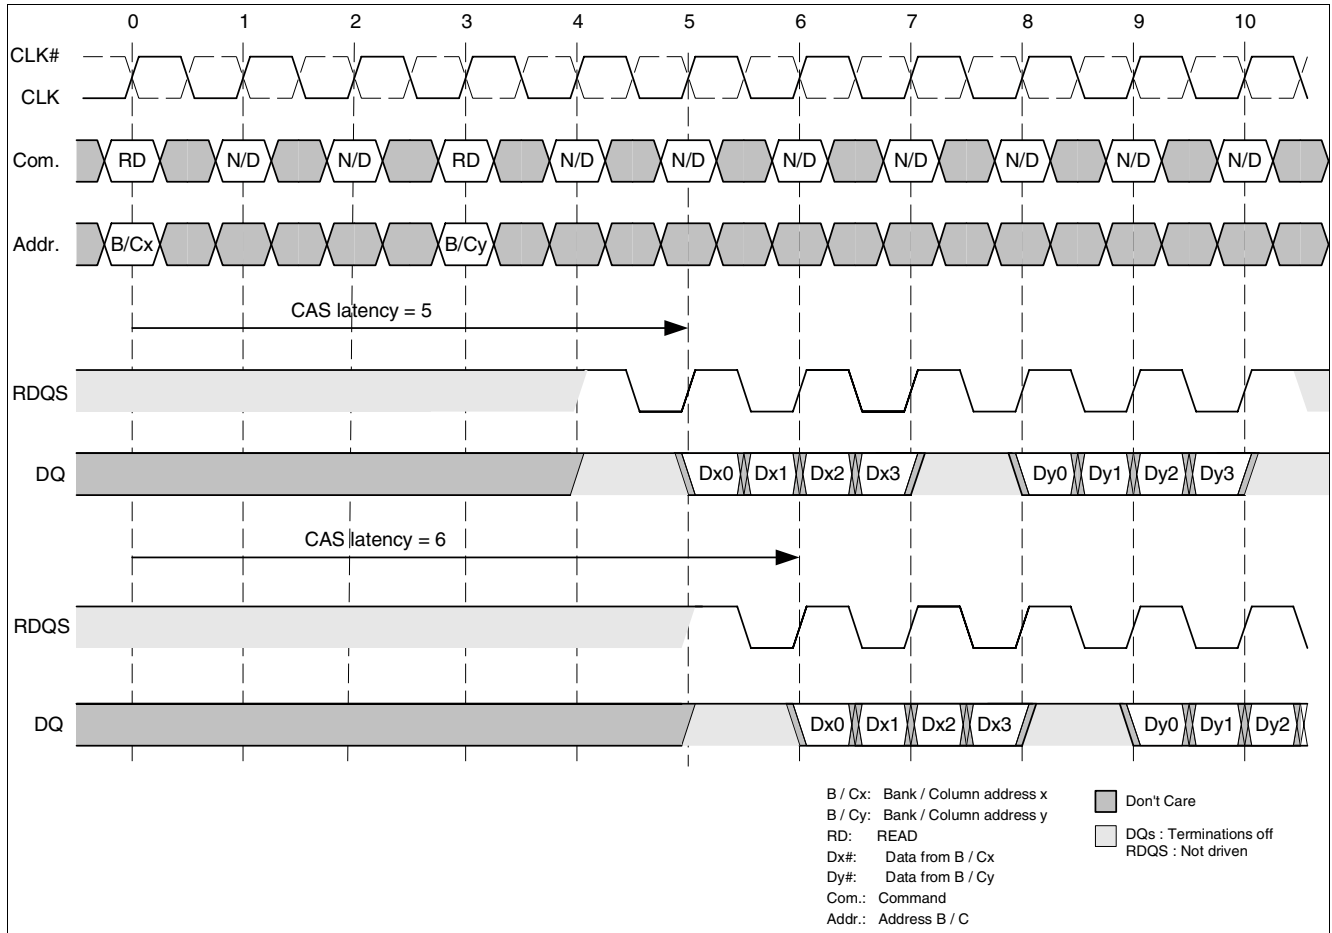 0 1 2 3 4 5 6 7 8 9 10
CLK#
CLK
Com. RD N/D N/D RD N/D N/D N/D N/D N/D N/D N/D
Addr. B/Cx B/Cy
CAS latency = 5
RDQS
DQ Dx0 Dx1 Dx2 Dx3 Dy0 Dy1 Dy2 Dy3
CAS latency = 6
RDQS
DQ Dx0 Dx1 Dx2 Dx3 Dy0 Dy1 Dy2
B / Cx: Bank / Column address x
B / Cy: Bank / Column address y
RD: READ
Dx#: Data from B / Cx
Dy#: Data from B / Cy
Com.: Command
Addr.: Address B / C
Don't Care
DQs : Terminations off
RDQS : Not driven